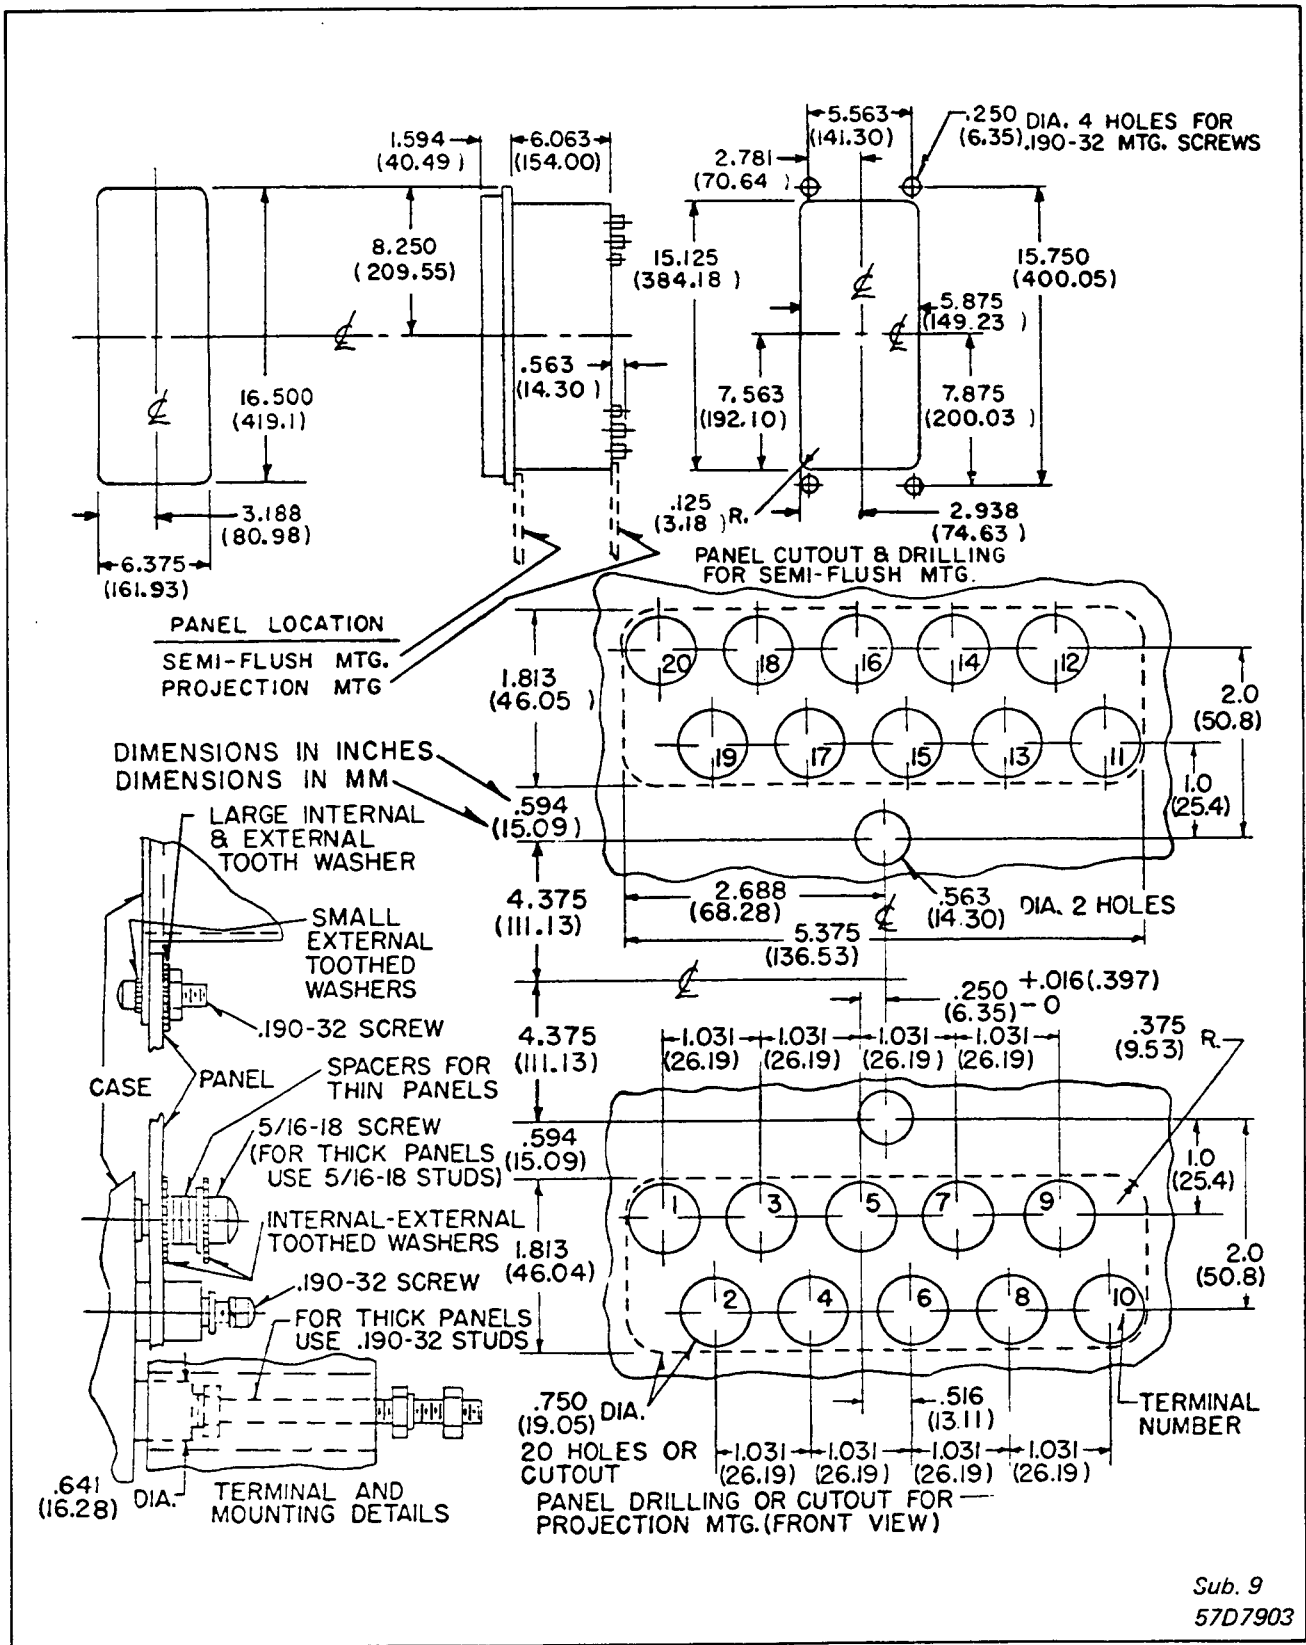 1.594
(40.49 )
6.063
(154.00)
5.563
(141.30)
.250 DIA. 4 HOLES FOR
(6.35) .190-32 MTG. SCREWS
2.781
(70.64 )
8.250
(209.55)
15.125
(384.18 )
15.750
(400.05)
5.875
(149.23 )
.563
(14.30 )
16.500
(419.1)
7.563
(192.10)
7.875
(200.03 )
3.188
(80.98)
.125
(3.18 ) R.
2.938
(74.63 )
6.375
(161.93)
PANEL CUTOUT & DRILLING
FOR SEMI-FLUSH MTG.
PANEL LOCATION
SEMI-FLUSH MTG.
PROJECTION MTG
1.813
(46.05 )
20 18 16 14 12
19 17 15 13 11
2.0
(50.8)
1.0
(25.4)
DIMENSIONS IN INCHES
DIMENSIONS IN MM
.594
(15.09 )
LARGE INTERNAL
& EXTERNAL
TOOTH WASHER
4.375
(111.13)
2.688
(68.28)
.563
(14.30) DIA. 2 HOLES
5.375
(136.53)
SMALL
EXTERNAL
TOOTHED
WASHERS
.190-32 SCREW
.250 +.016(.397)
(6.35) - 0
4.375
(111.13)
1.031 1.031 1.031 1.031
(26.19) (26.19) (26.19) (26.19)
.375
(9.53) R.
CASE
PANEL
SPACERS FOR
THIN PANELS
5/16-18 SCREW
(FOR THICK PANELS
USE 5/16-18 STUDS)
.594
(15.09)
1.0
(25.4)
INTERNAL-EXTERNAL
TOOTHED WASHERS
1.813
(46.04)
1 3 5 7 9
2 4 6 8 10
2.0
(50.8)
.190-32 SCREW
FOR THICK PANELS
USE .190-32 STUDS
.750
(19.05) DIA.
20 HOLES OR
CUTOUT
.516
(13.11)
TERMINAL
NUMBER
1.031 1.031 1.031 1.031
(26.19) (26.19) (26.19) (26.19)
.641
(16.28) DIA.
TERMINAL AND
MOUNTING DETAILS
PANEL DRILLING OR CUTOUT FOR
PROJECTION MTG.(FRONT VIEW)
Sub. 9
57D7903